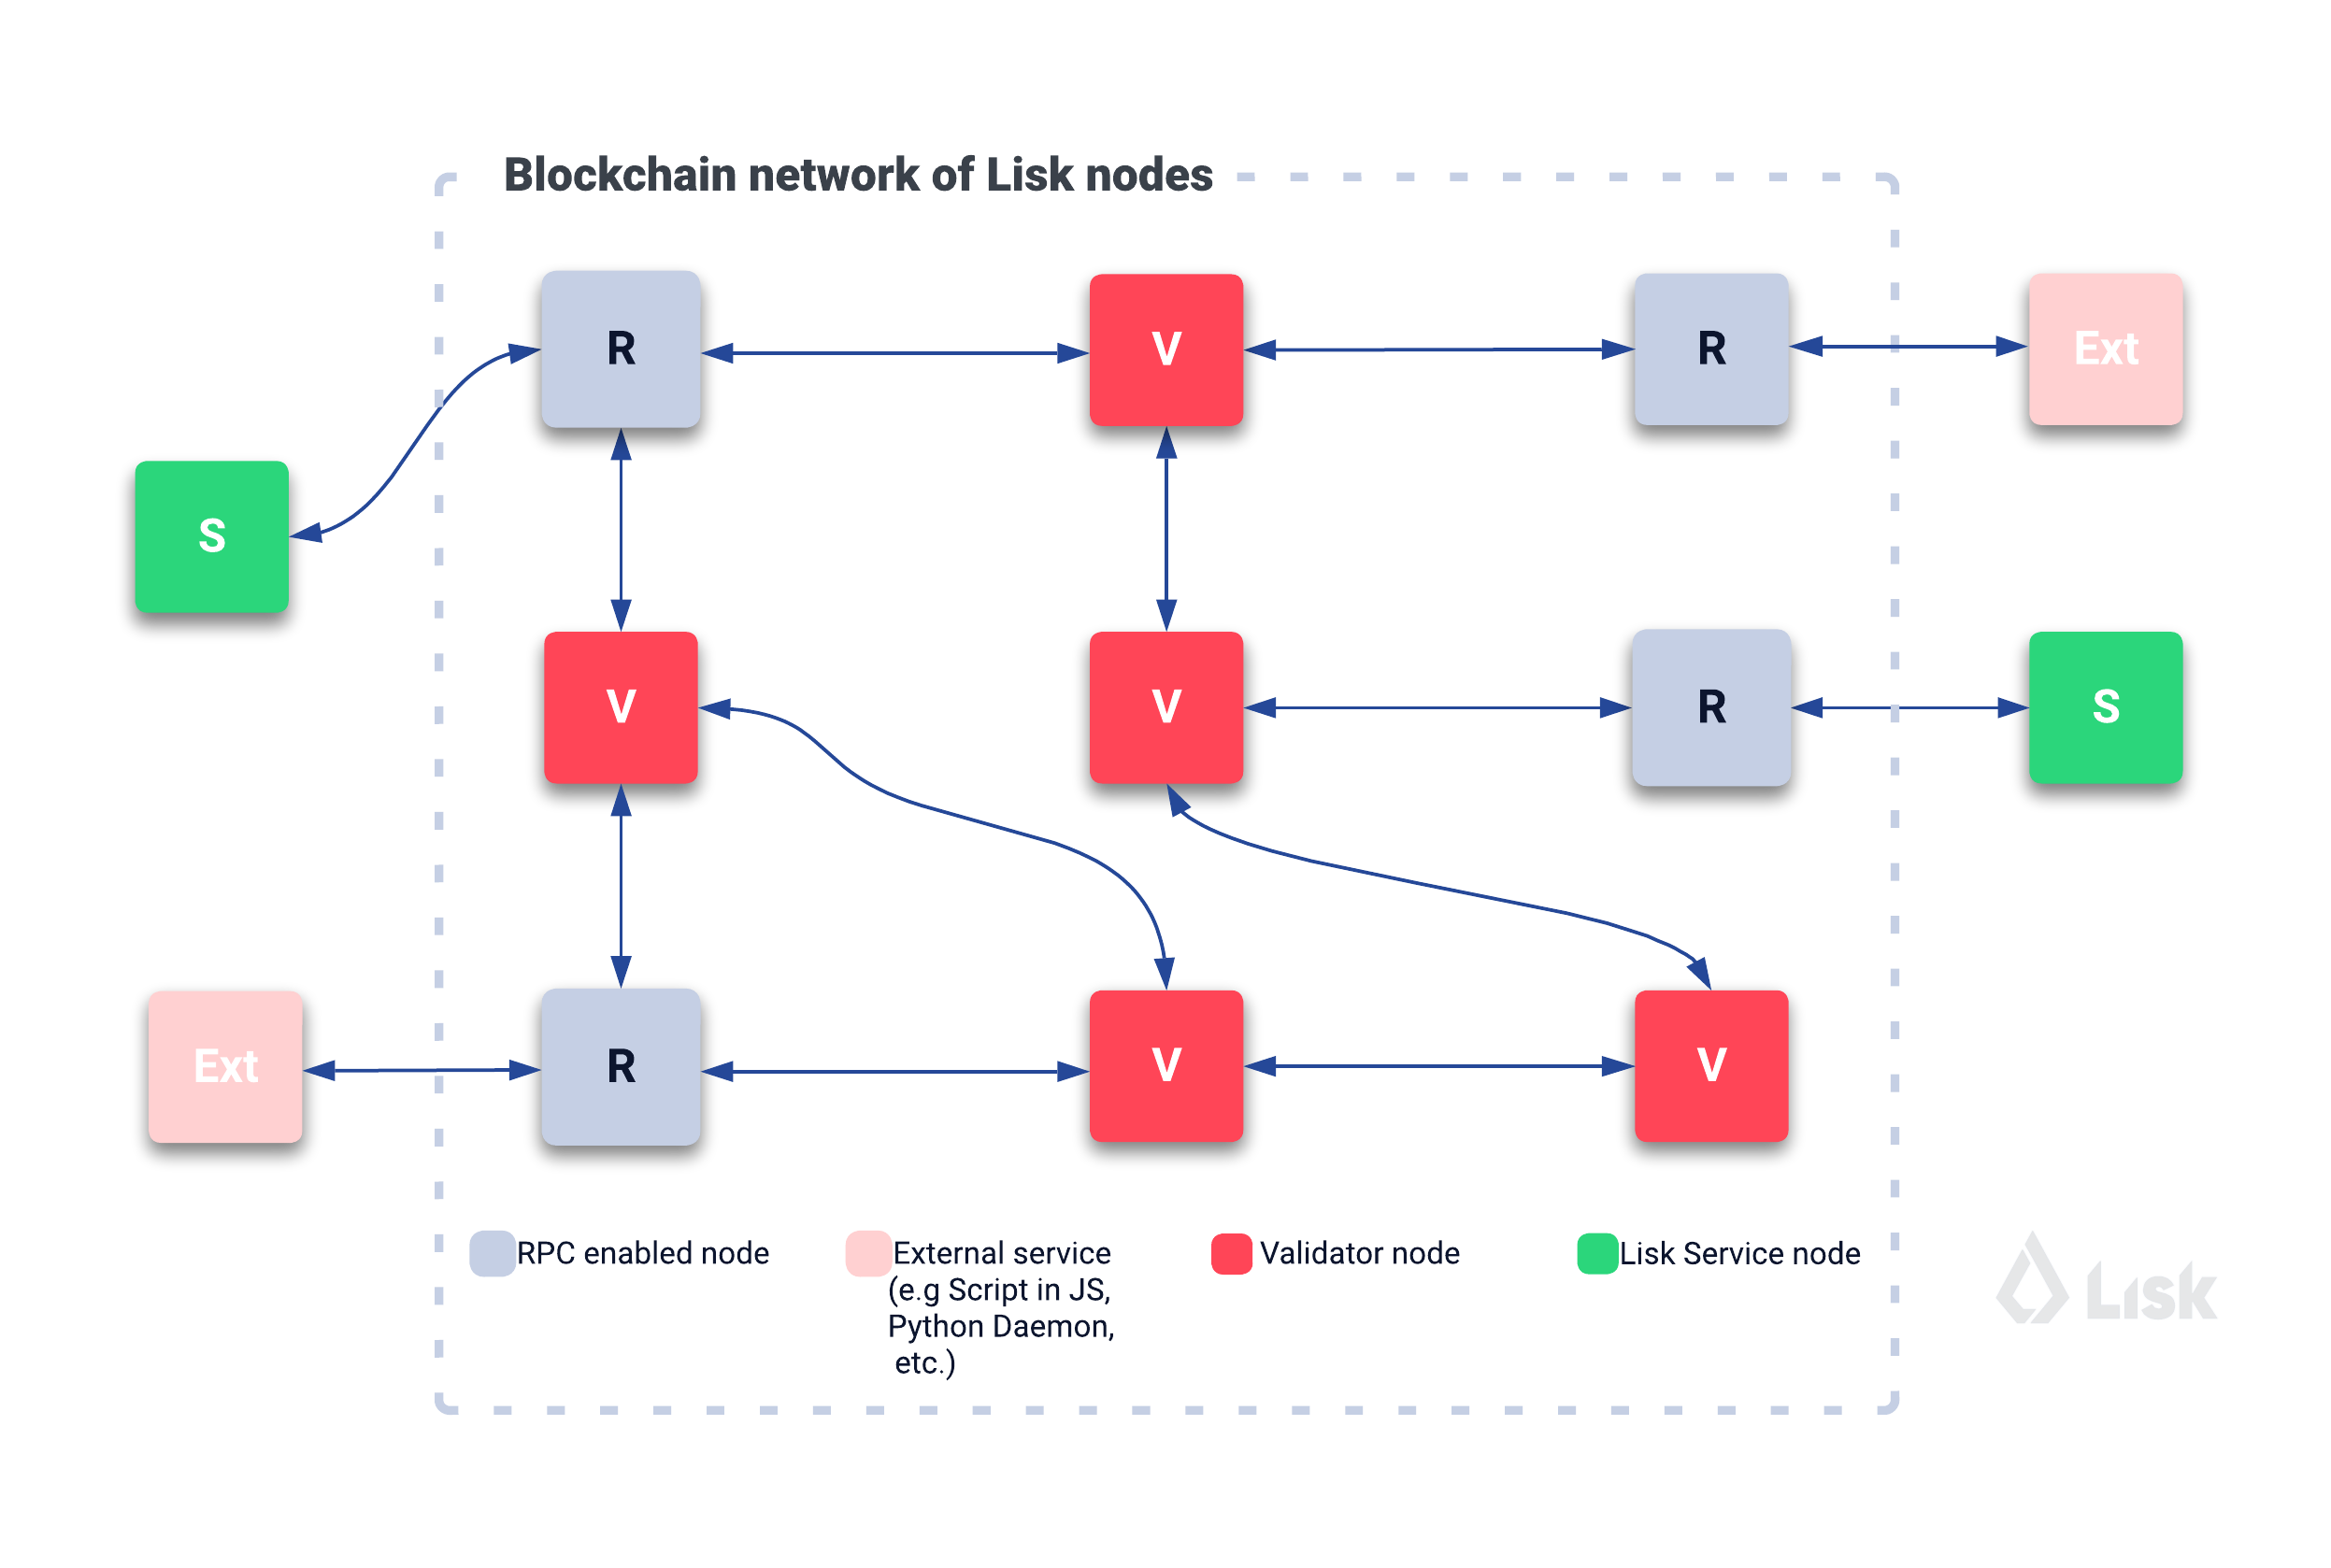 Blockchain network of Lisk nodes
R
V
R
Ext
S
V
V
R
S
Ext
R
V
V
RPC enabled node
External service
(e.g Script in JS,
Python Daemon,
etc.)
Validator node
Lisk Service node
Lisk